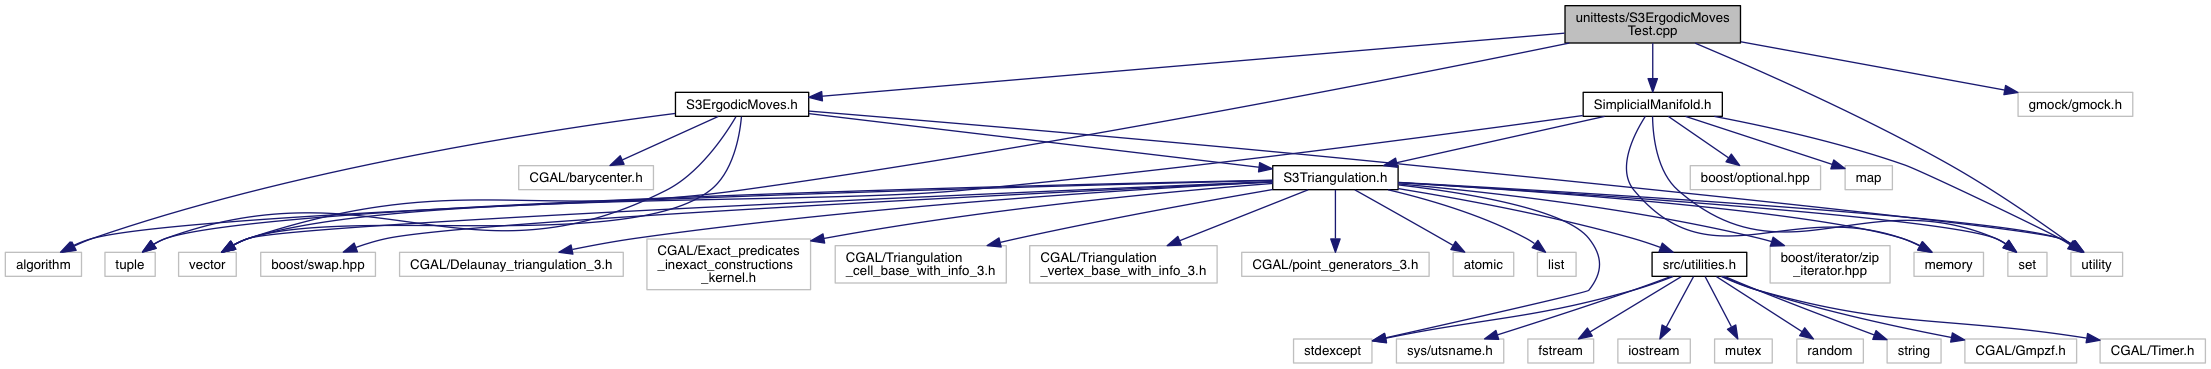 unittests/S3ErgodicMoves
Test.cpp
S3ErgodicMoves.h
SimplicialManifold.h
gmock/gmock.h
CGAL/barycenter.h
S3Triangulation.h
boost/optional.hpp
map
algorithm
tuple
vector
boost/swap.hpp
CGAL/Delaunay_triangulation_3.h
CGAL/Exact_predicates
_inexact_constructions
_kernel.h
CGAL/Triangulation
_cell_base_with_info_3.h
CGAL/Triangulation
_vertex_base_with_info_3.h
CGAL/point_generators_3.h
atomic
list
src/utilities.h
boost/iterator/zip
_iterator.hpp
memory
set
utility
stdexcept
sys/utsname.h
fstream
iostream
mutex
random
string
CGAL/Gmpzf.h
CGAL/Timer.h